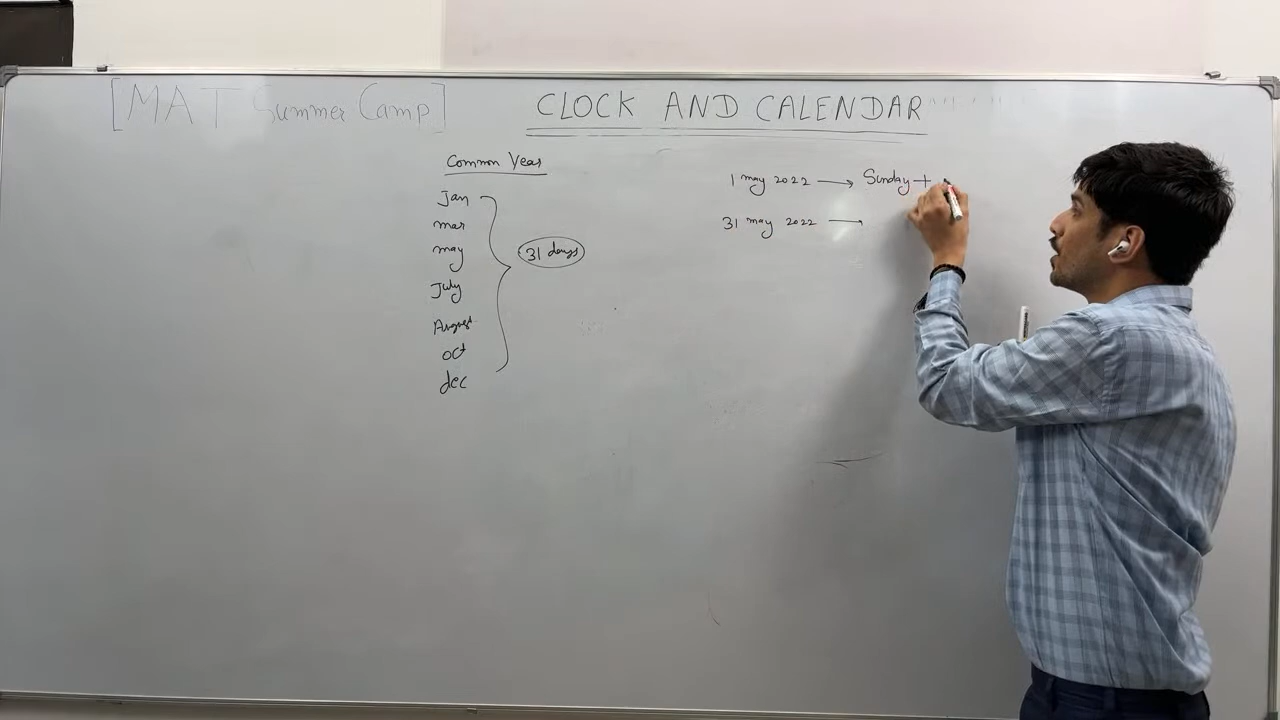 [MAT Summer Camp]
CLOCK AND CALENDAR
Common Year
Jan
mar
may
July
August
oct
dec
31 days
1 may 2022 → Sunday +
31 may 2022 →